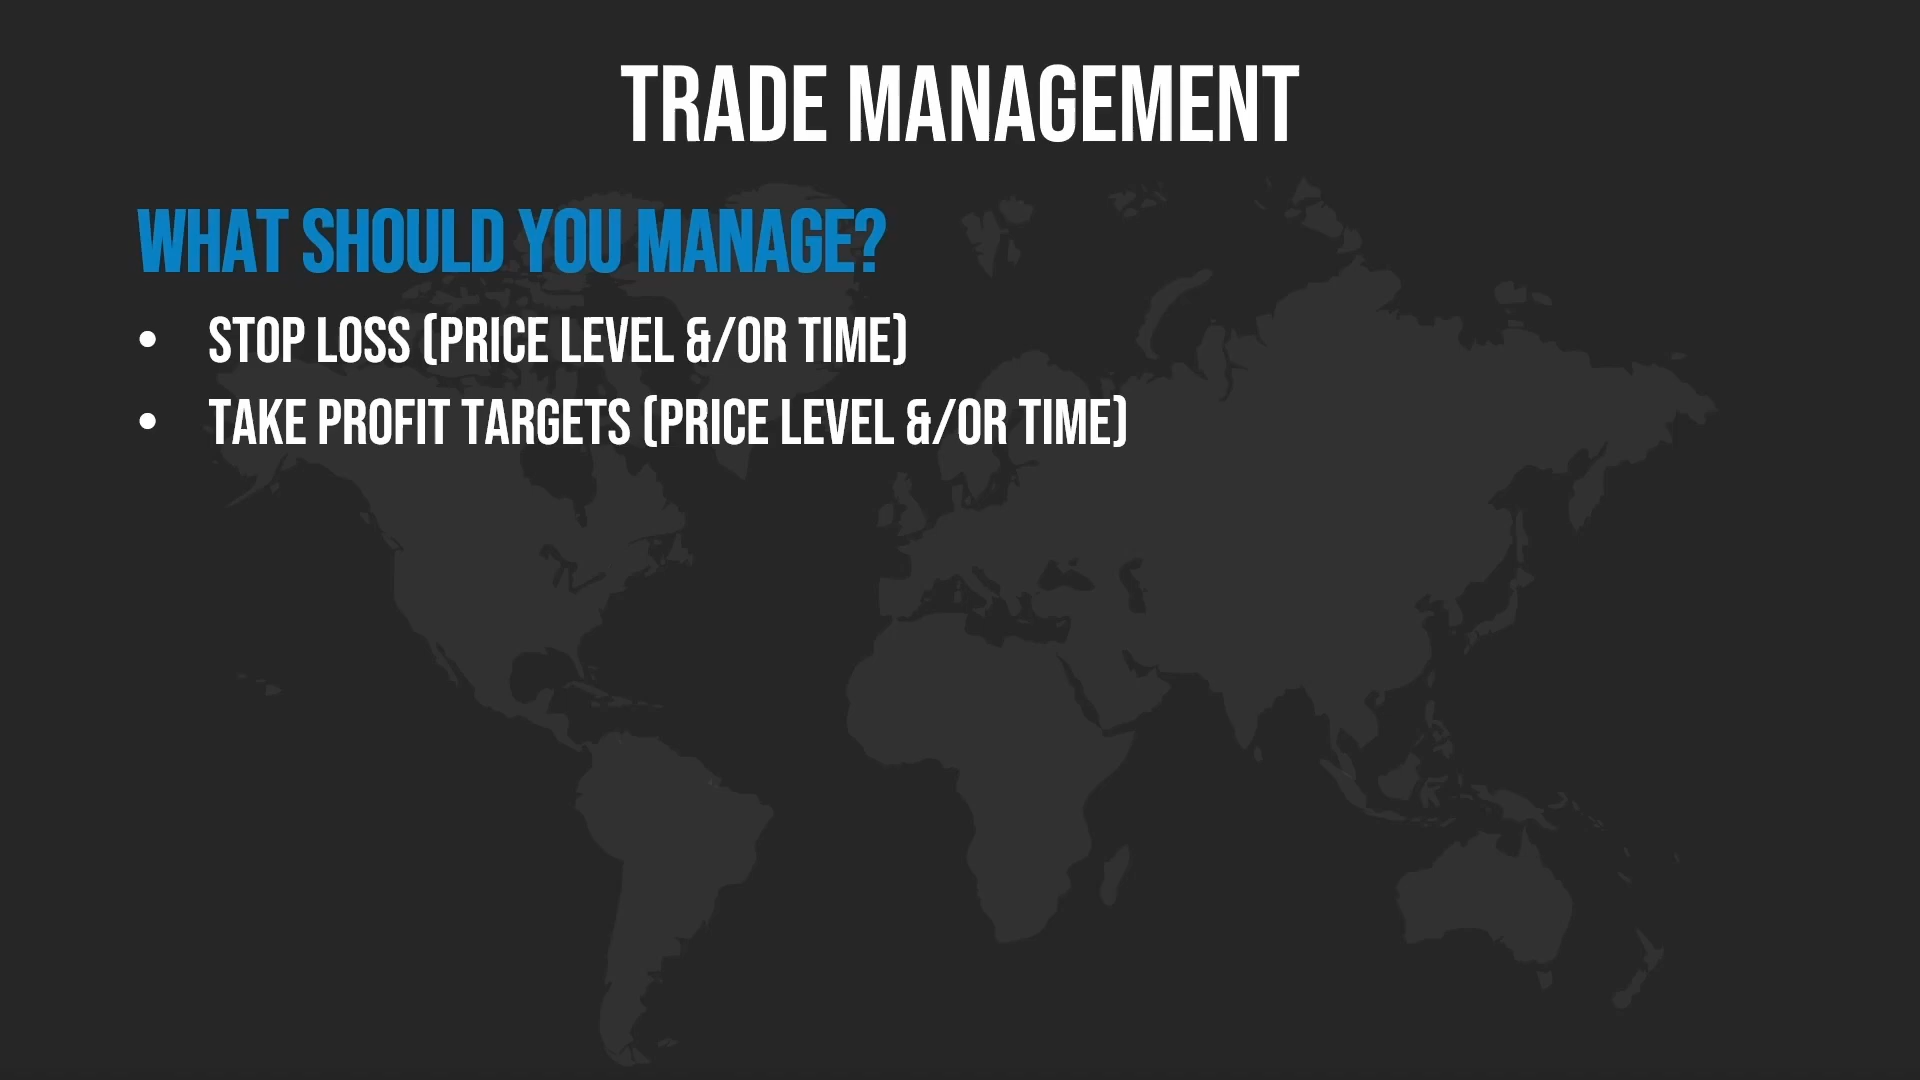 TRADE MANAGEMENT
WHAT SHOULD YOU MANAGE?
• STOP LOSS (PRICE LEVEL &/OR TIME)
• TAKE PROFIT TARGETS (PRICE LEVEL &/OR TIME)